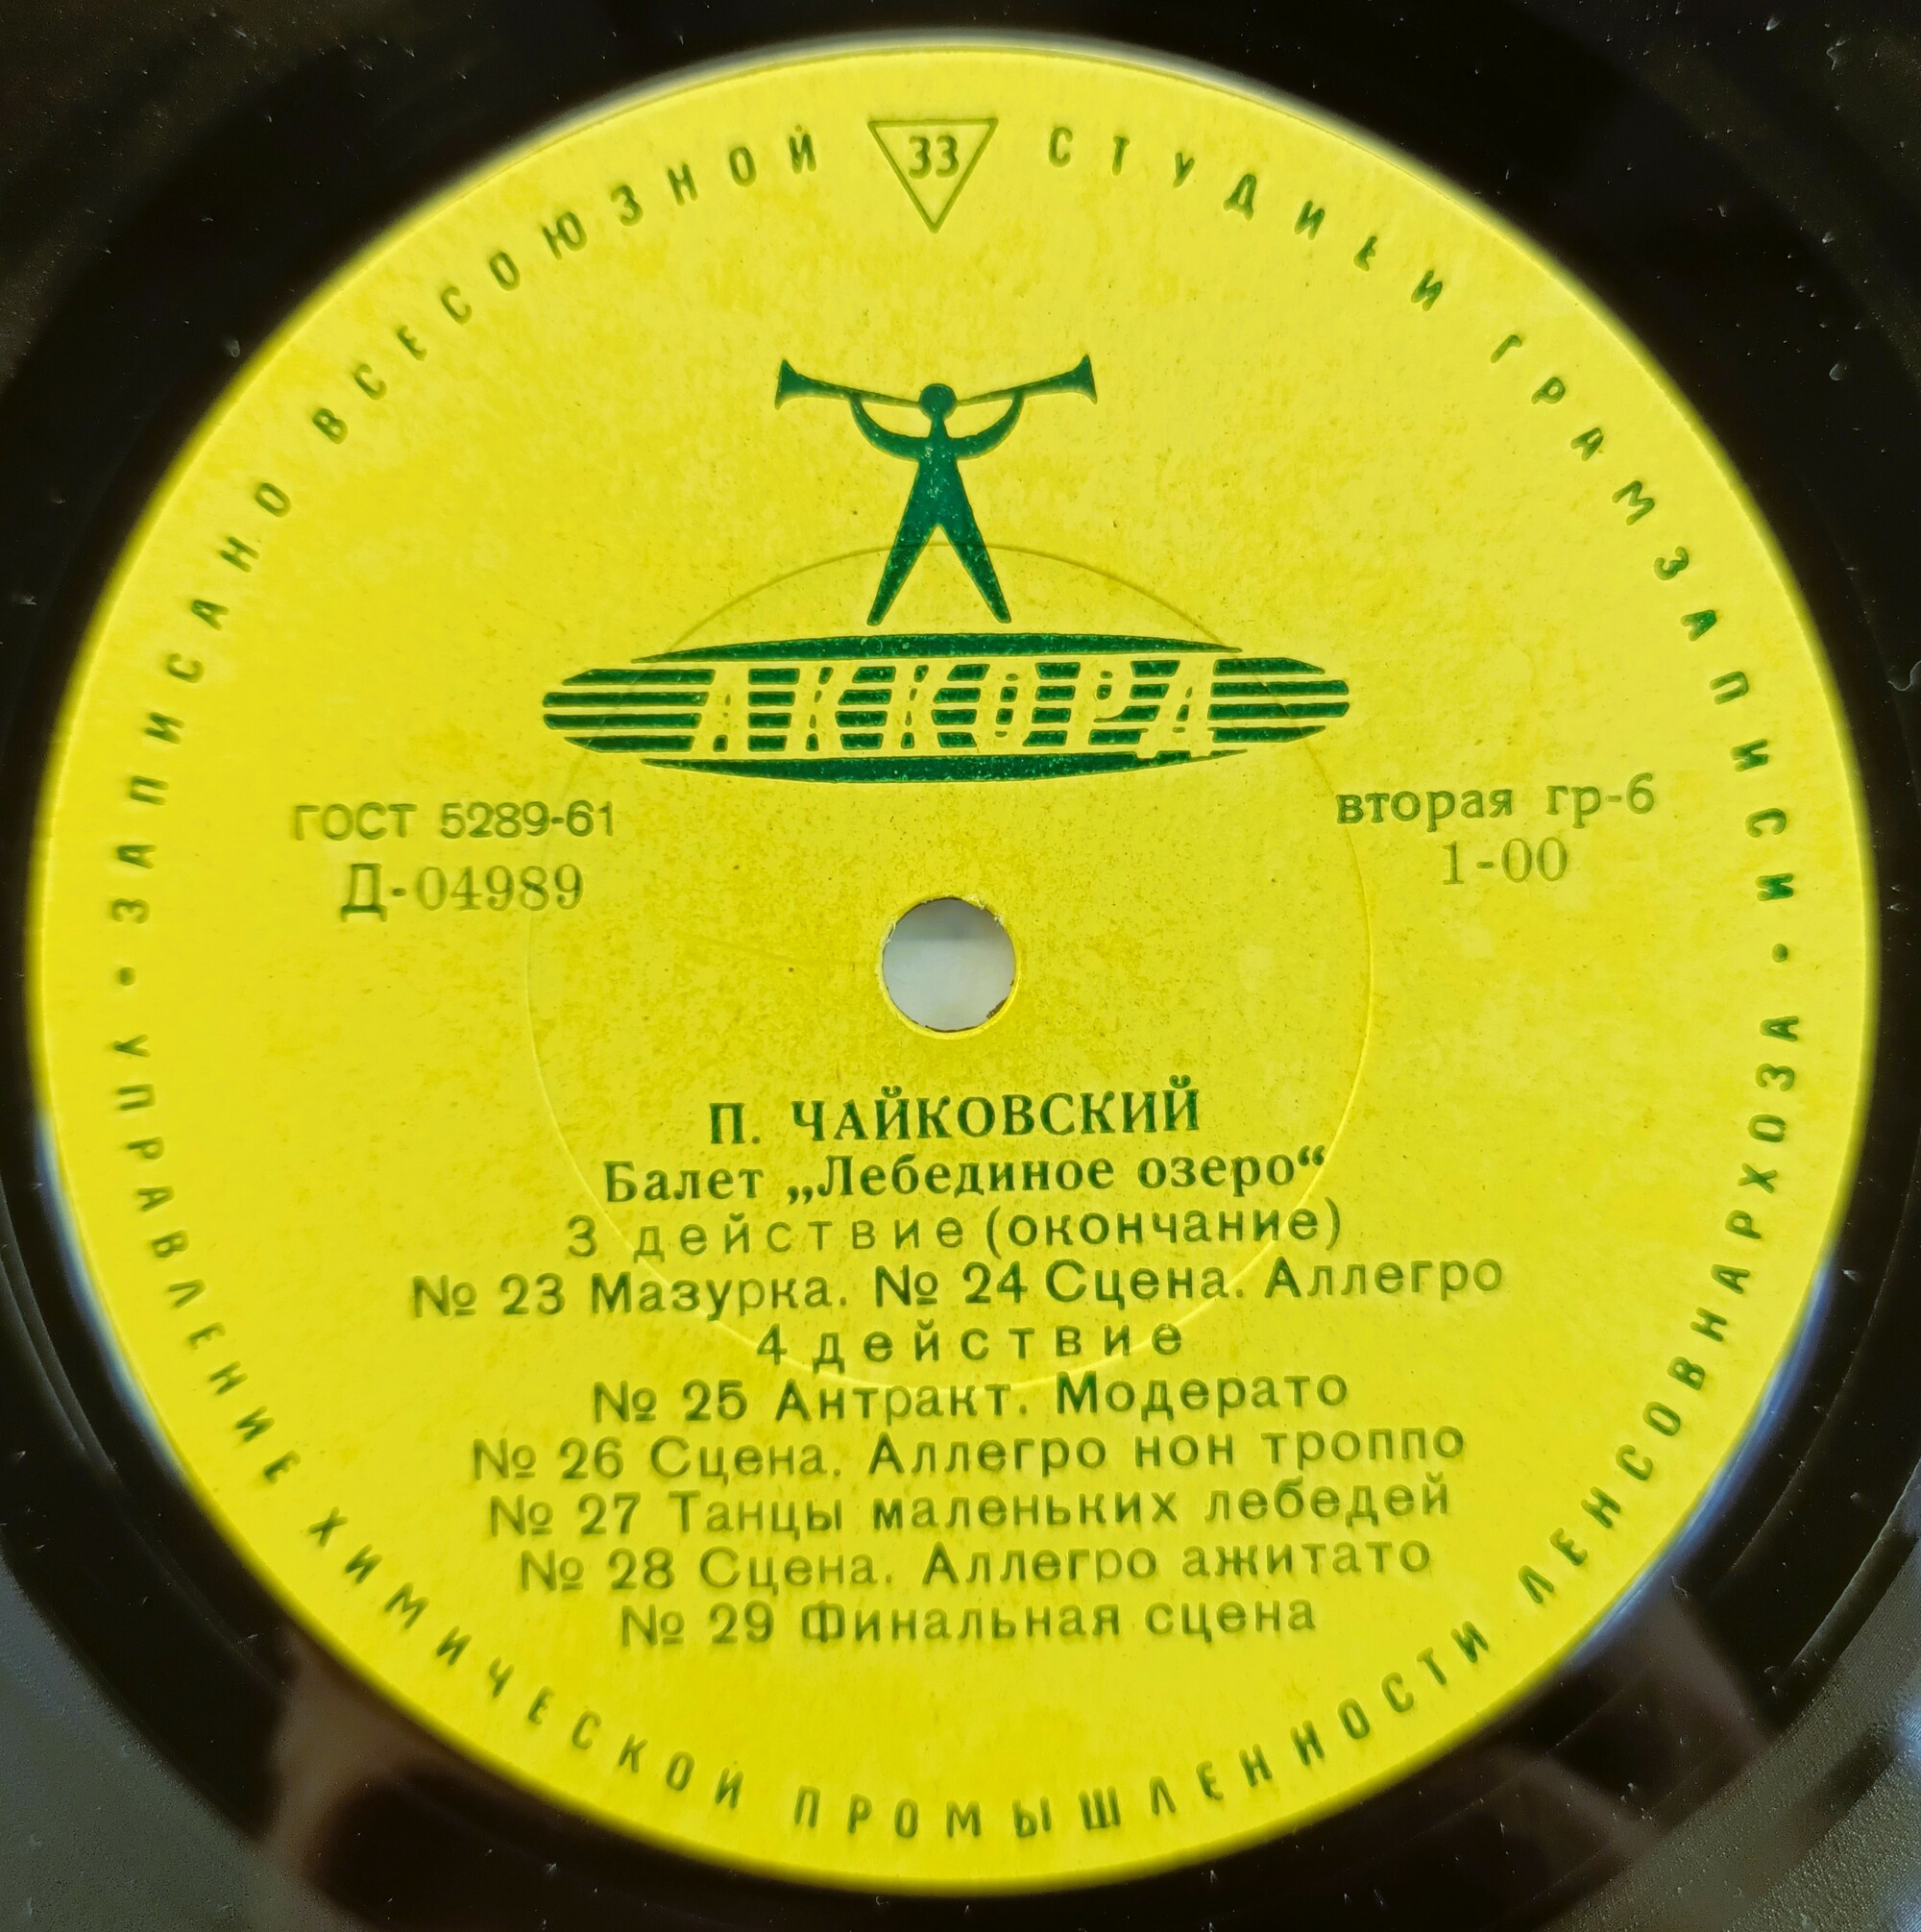 ЗАПИСАНО ВСЕСОЮЗНОЙ СТУДИЕЙ ГРАМЗАПИСИ
33
АККОРД
ГОСТ 5289-61
вторая гр-6
Д-04989
1-00
П. ЧАЙКОВСКИЙ
Балет „Лебединое озеро“
3 действие (окончание)
№ 23 Мазурка. № 24 Сцена. Аллегро
4 действие
№ 25 Антракт. Модерато
№ 26 Сцена. Аллегро нон троппо
№ 27 Танцы маленьких лебедей
№ 28 Сцена. Аллегро ажитато
№ 29 Финальная сцена
• УПРАВЛЕНИЕ ХИМИЧЕСКОЙ ПРОМЫШЛЕННОСТИ ЛЕНСОВНАРХОЗА •